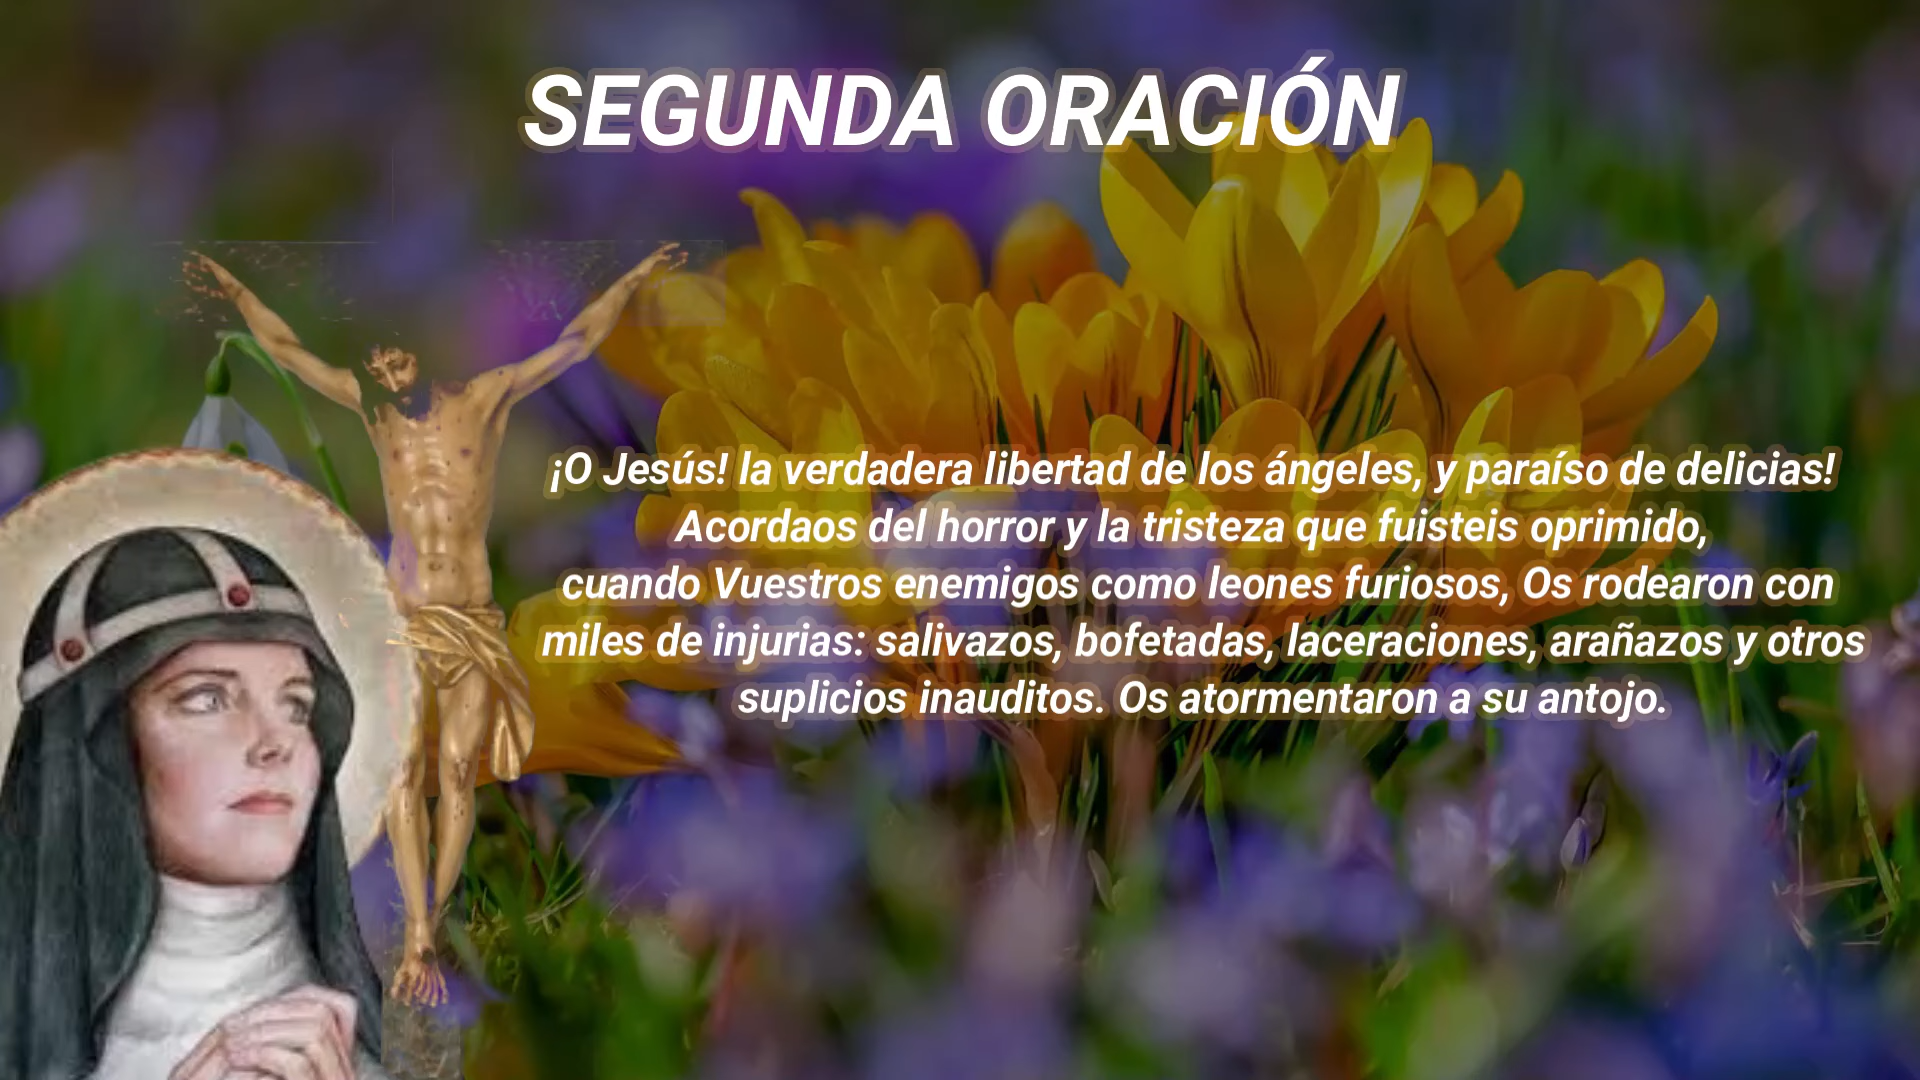 SEGUNDA ORACIÓN
¡O Jesús! la verdadera libertad de los ángeles, y paraíso de delicias!
Acordaos del horror y la tristeza que fuisteis oprimido,
cuando Vuestros enemigos como leones furiosos, Os rodearon con
miles de injurias: salivazos, bofetadas, laceraciones, arañazos y otros
suplicios inauditos. Os atormentaron a su antojo.